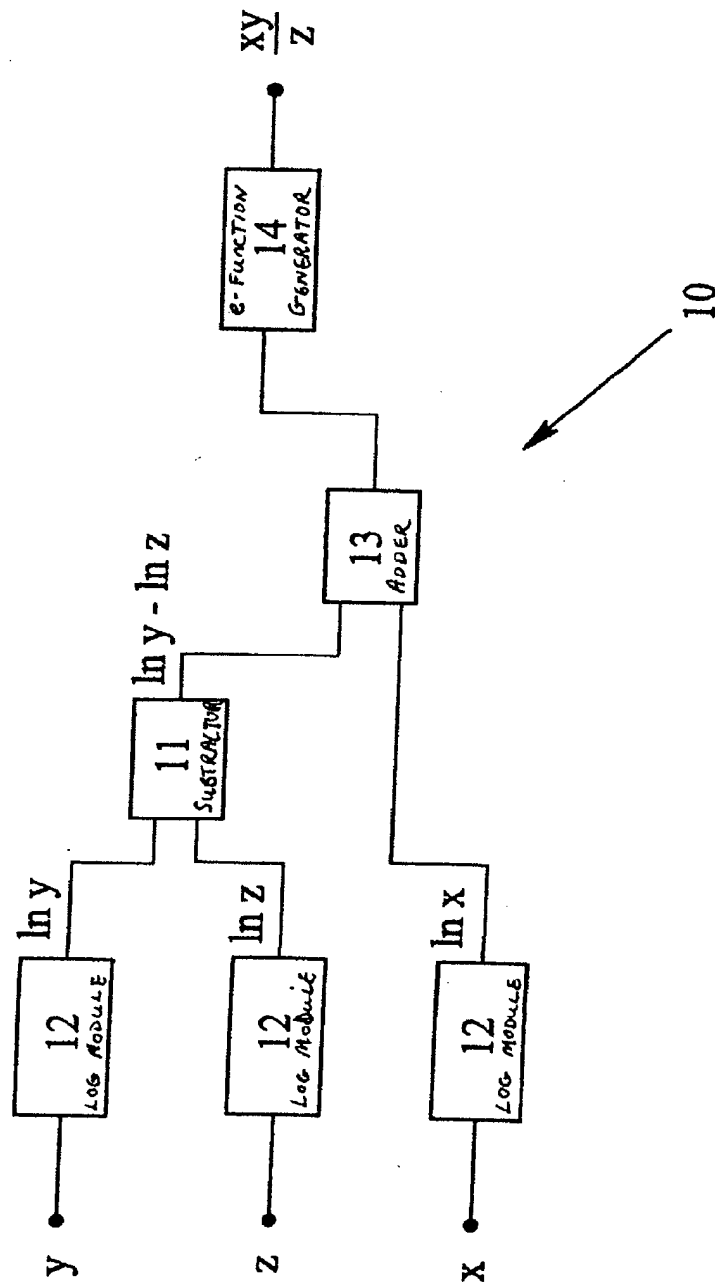 y
12
LOG MODULE
ln y
z
12
LOG MODULE
ln z
x
12
LOG MODULE
ln x
11
SUBTRACTOR
ln y - ln z
13
ADDER
e-FUNCTION
14
GENERATOR
xy
z
10